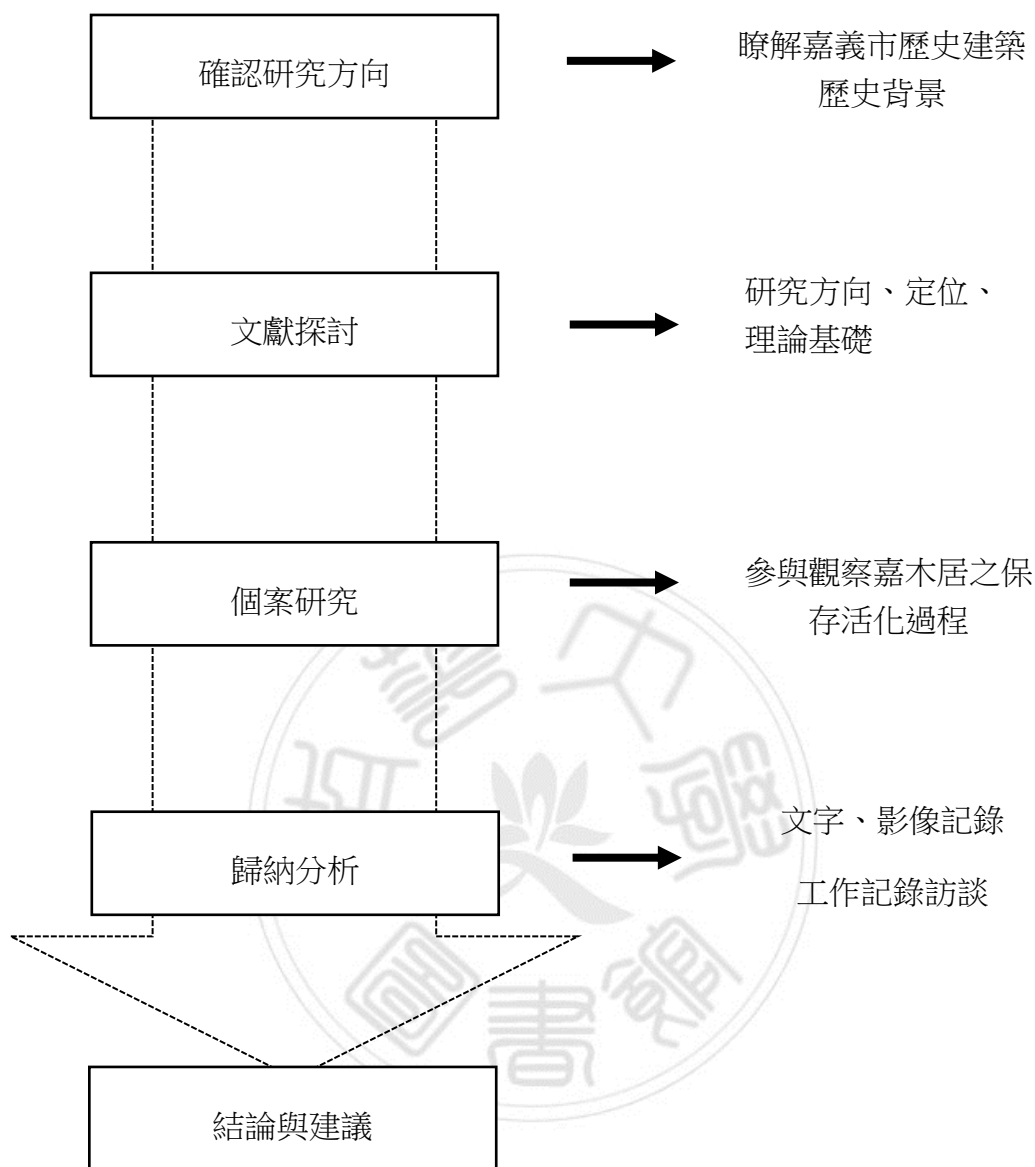 確認研究方向
瞭解嘉義市歷史建築
歷史背景
文獻探討
研究方向、定位、
理論基礎
個案研究
參與觀察嘉木居之保
存活化過程
歸納分析
文字、影像記錄
工作記錄訪談
結論與建議